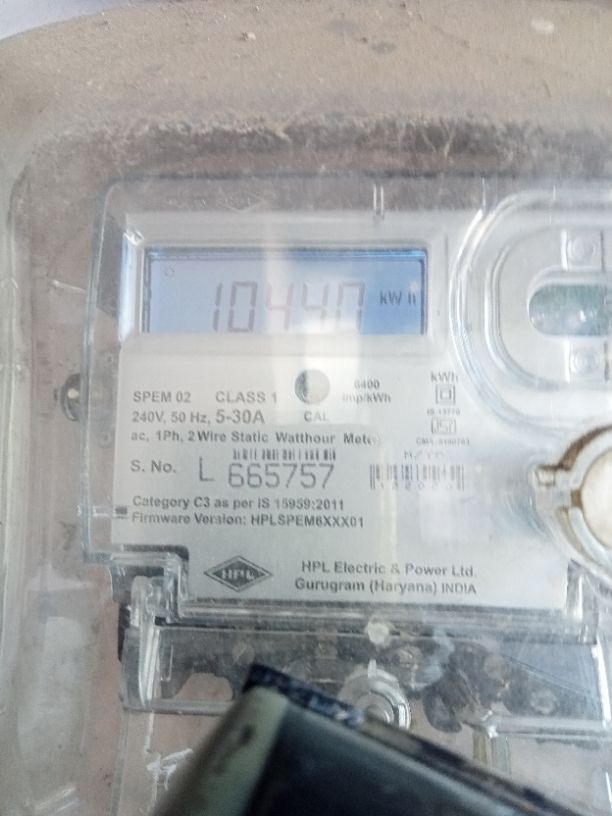 10440 kWh
SPEM 02 CLASS 1 6400
240V, 50 Hz, 5-30A CAL imp/kWh
kWh
ac, 1Ph, 2 Wire Static Watthour Meter
S. No. L 665757
Category C3 as per IS 15959:2011
Firmware Version: HPLSPEM6XXX01
HPL
HPL Electric & Power Ltd.
Gurugram (Haryana) INDIA